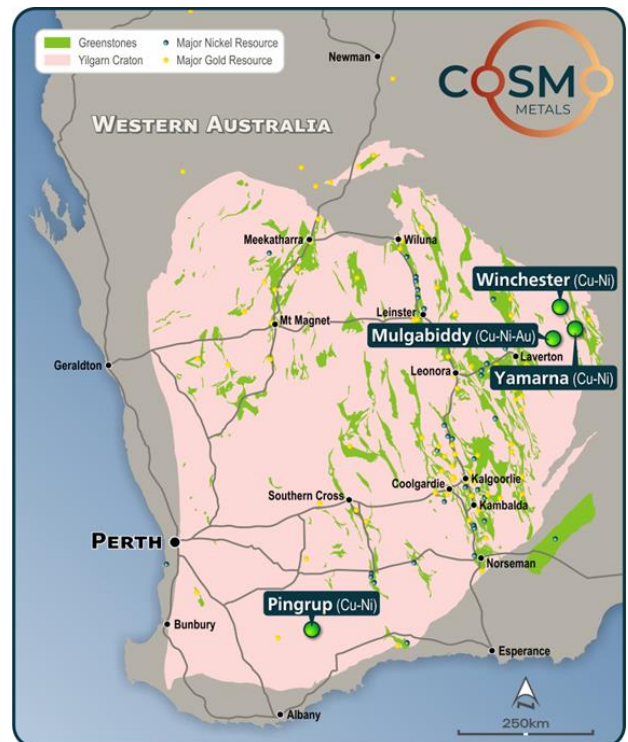 Greenstones
Major Nickel Resource
Yilgarn Craton
Major Gold Resource
Newman
COSMO
METALS
WESTERN AUSTRALIA
Meekatharra
Wiluna
Winchester (Cu-Ni)
Leinster
Mt Magnet
Mulgabiddy (Cu-Ni-Au)
Laverton
Geraldton
Leonora
Yamarna (Cu-Ni)
Coolgardie
Kalgoorlie
Southern Cross
Kambalda
PERTH
Norseman
Pingrup (Cu-Ni)
Bunbury
Esperance
N
Albany
250km